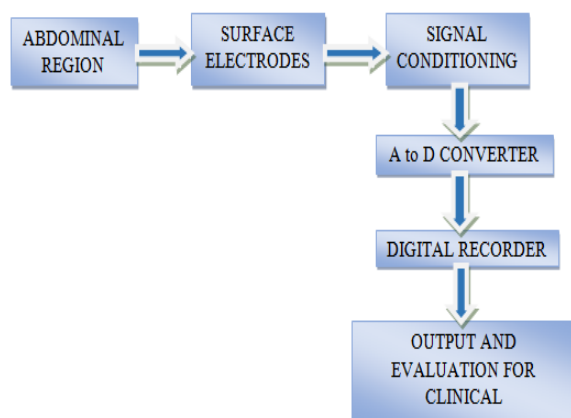 ABDOMINAL
REGION
SURFACE
ELECTRODES
SIGNAL
CONDITIONING
A to D CONVERTER
DIGITAL RECORDER
OUTPUT AND
EVALUATION FOR
CLINICAL